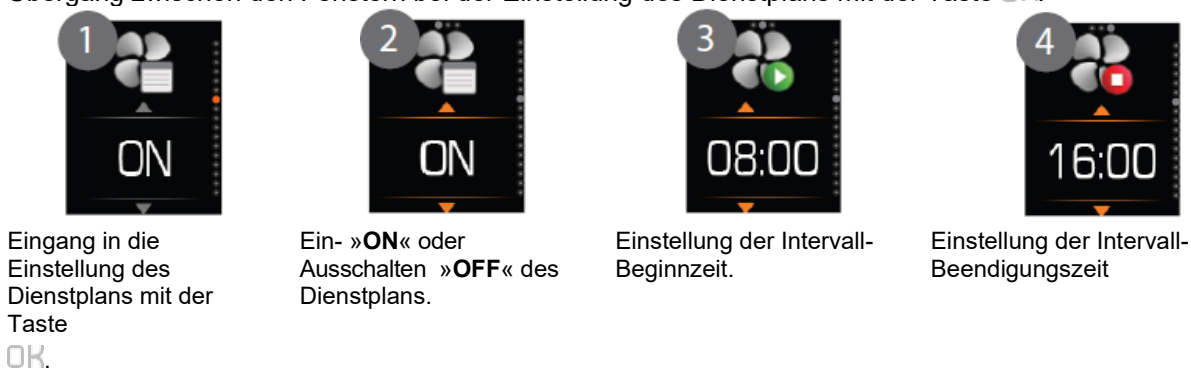 Übergang zwischen den Fenstern bei der Einstellung des Dienstplans mit der Taste OK.
1
2
3
4
ON
ON
08:00
16:00
Eingang in die
Einstellung des
Dienstplans mit der
Taste
OK.
Ein- »ON« oder
Ausschalten »OFF« des
Dienstplans.
Einstellung der Intervall-
Beginnzeit.
Einstellung der Intervall-
Beendigungszeit